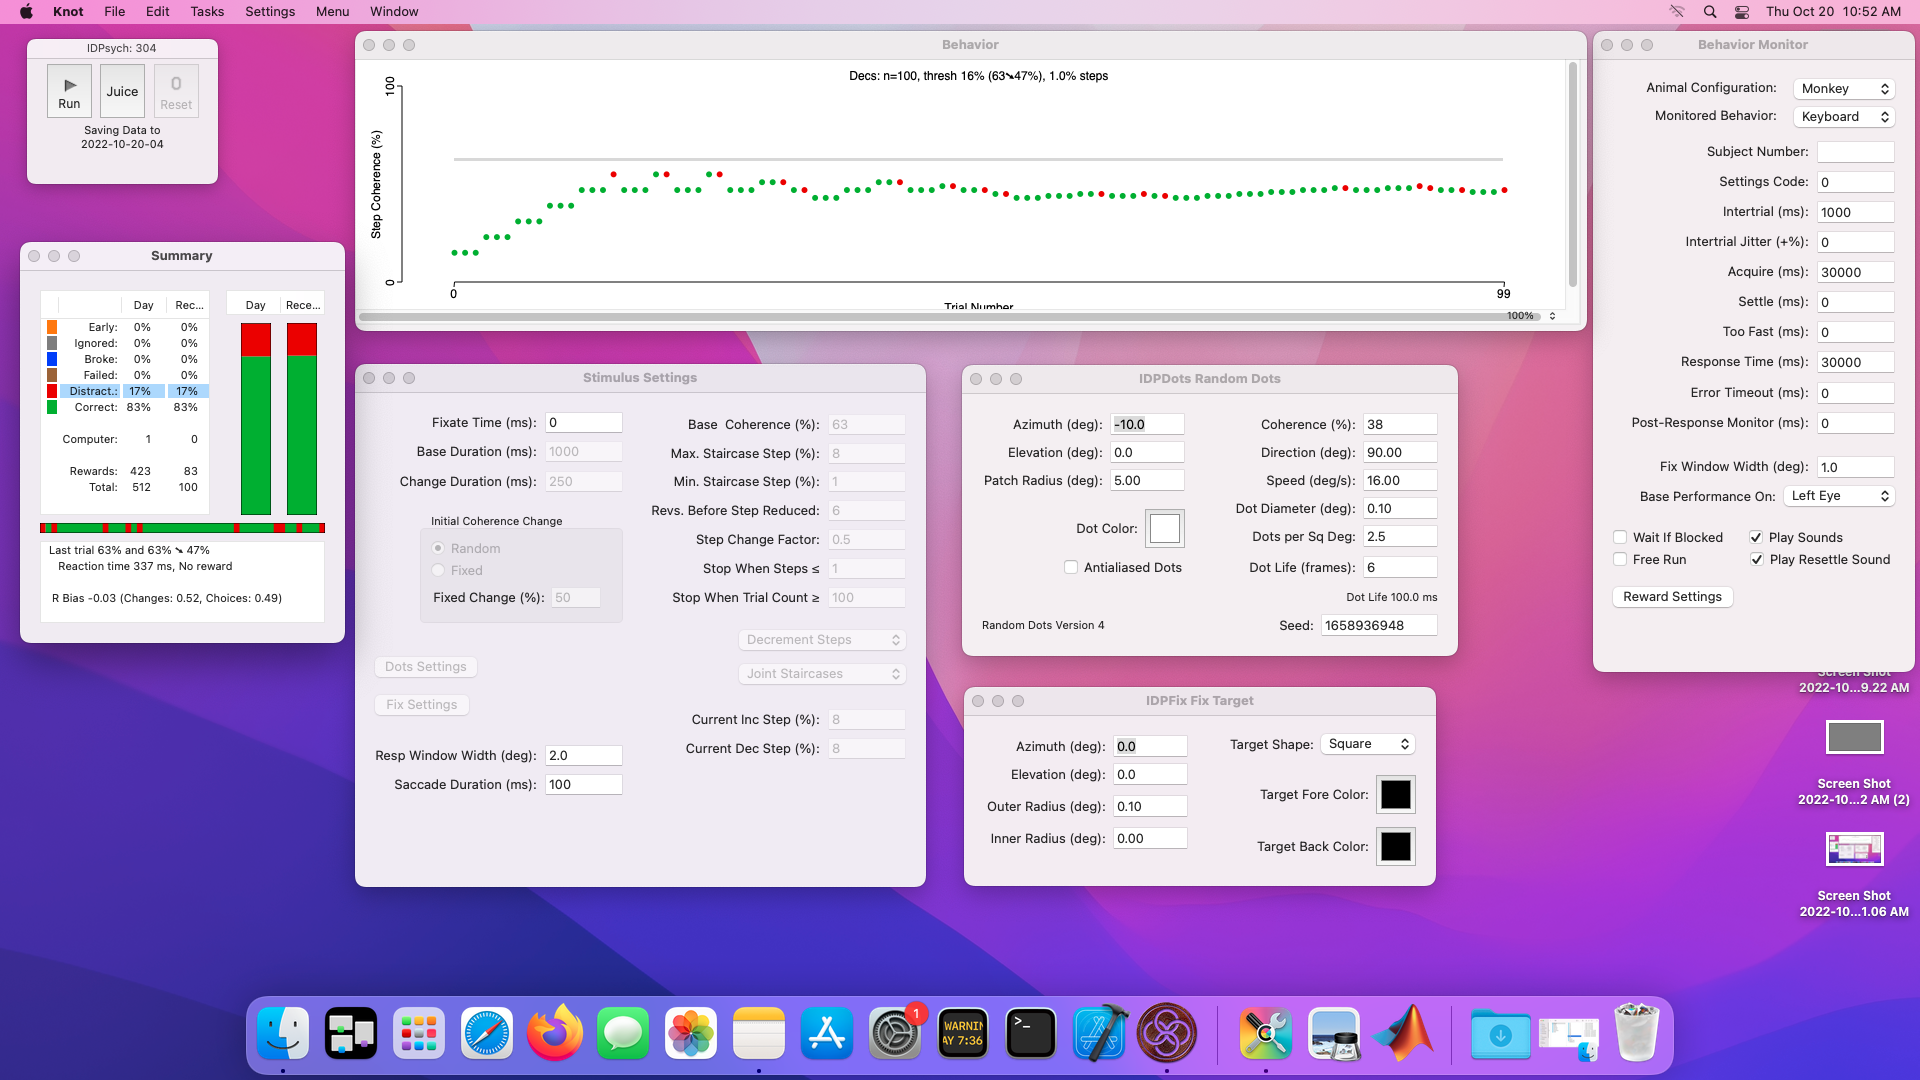 Knot File Edit Tasks Settings Menu Window
Thu Oct 20 10:52 AM
IDPsych: 304
Run
Juice
0
Reset
Saving Data to
2022-10-20-04
Behavior
Decs: n=100, thresh 16% (63➘47%), 1.0% steps
100
Step Coherence (%)
0
0
99
Trial Number
100%
Summary
Day Rec...
Early: 0% 0%
Ignored: 0% 0%
Broke: 0% 0%
Failed: 0% 0%
Distract.: 17% 17%
Correct: 83% 83%
Computer: 1 0
Rewards: 423 83
Total: 512 100
Day Rece...
Last trial 63% and 63% ➘ 47%
Reaction time 337 ms, No reward
R Bias -0.03 (Changes: 0.52, Choices: 0.49)
Stimulus Settings
Fixate Time (ms): 0
Base Duration (ms): 1000
Change Duration (ms): 250
Initial Coherence Change
Random
Fixed
Fixed Change (%): 50
Dots Settings
Fix Settings
Resp Window Width (deg): 2.0
Saccade Duration (ms): 100
Base Coherence (%): 63
Max. Staircase Step (%): 8
Min. Staircase Step (%): 1
Revs. Before Step Reduced: 6
Step Change Factor: 0.5
Stop When Steps ≤ 1
Stop When Trial Count ≥ 100
Decrement Steps
Joint Staircases
Current Inc Step (%): 8
Current Dec Step (%): 8
IDPDots Random Dots
Azimuth (deg): -10.0
Elevation (deg): 0.0
Patch Radius (deg): 5.00
Dot Color:
Antialiased Dots
Random Dots Version 4
Coherence (%): 38
Direction (deg): 90.00
Speed (deg/s): 16.00
Dot Diameter (deg): 0.10
Dots per Sq Deg: 2.5
Dot Life (frames): 6
Dot Life 100.0 ms
Seed: 1658936948
IDPFix Fix Target
Azimuth (deg): 0.0
Elevation (deg): 0.0
Outer Radius (deg): 0.10
Inner Radius (deg): 0.00
Target Shape: Square
Target Fore Color:
Target Back Color:
Behavior Monitor
Animal Configuration: Monkey
Monitored Behavior: Keyboard
Subject Number:
Settings Code: 0
Intertrial (ms): 1000
Intertrial Jitter (+%): 0
Acquire (ms): 30000
Settle (ms): 0
Too Fast (ms): 0
Response Time (ms): 30000
Error Timeout (ms): 0
Post-Response Monitor (ms): 0
Fix Window Width (deg): 1.0
Base Performance On: Left Eye
Wait If Blocked
Play Sounds
Free Run
Play Resettle Sound
Reward Settings
Screen Shot
2022-10...9.22 AM
Screen Shot
2022-10...2 AM (2)
Screen Shot
2022-10...1.06 AM
1
WARNIN
AY 7:36
>_